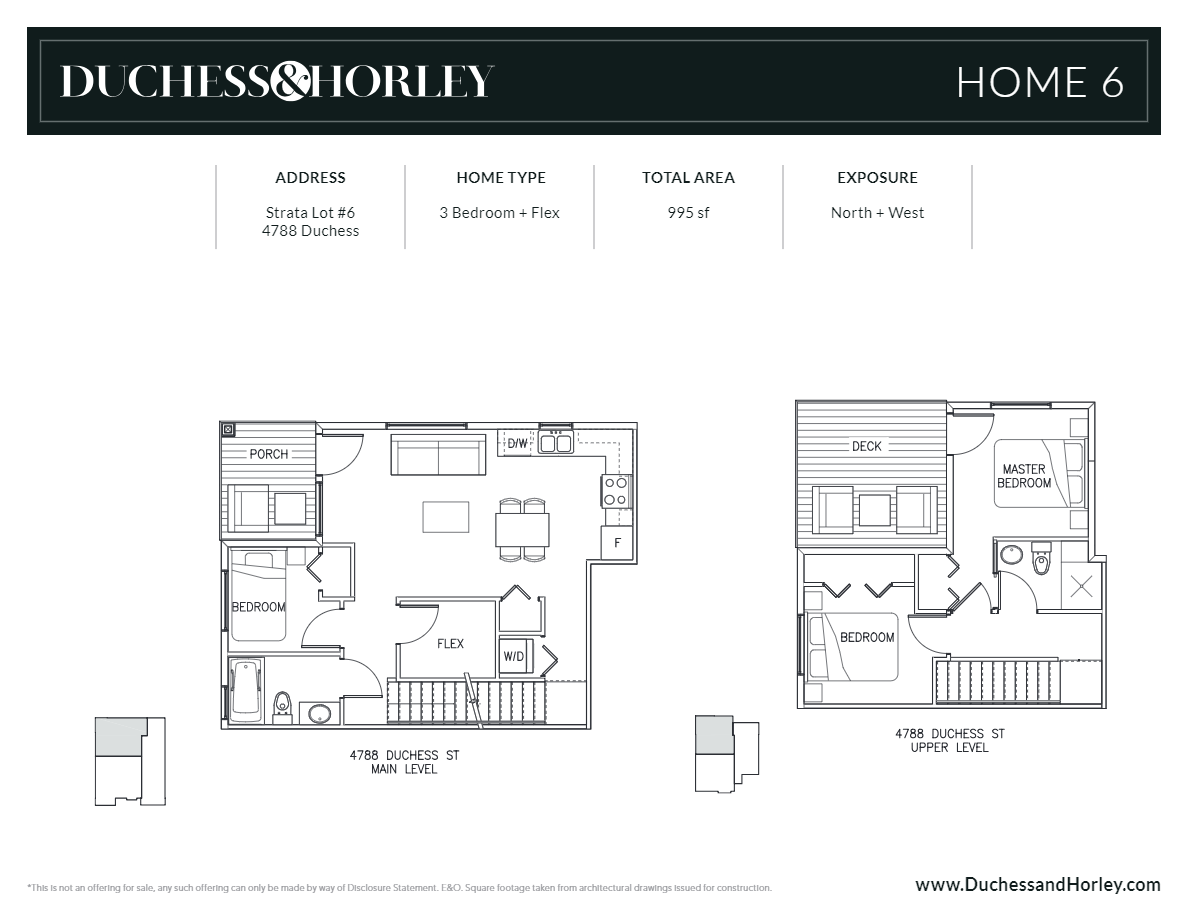 DUCHESS&HORLEY
HOME 6
ADDRESS
Strata Lot #6
4788 Duchess
HOME TYPE
3 Bedroom + Flex
TOTAL AREA
995 sf
EXPOSURE
North + West
PORCH
D/W
F
BEDROOM
FLEX
W/D
4788 DUCHESS ST
MAIN LEVEL
DECK
MASTER
BEDROOM
BEDROOM
4788 DUCHESS ST
UPPER LEVEL
*This is not an offering for sale, any such offering can only be made by way of Disclosure Statement. E&O. Square footage taken from architectural drawings issued for construction.
www.DuchessandHorley.com